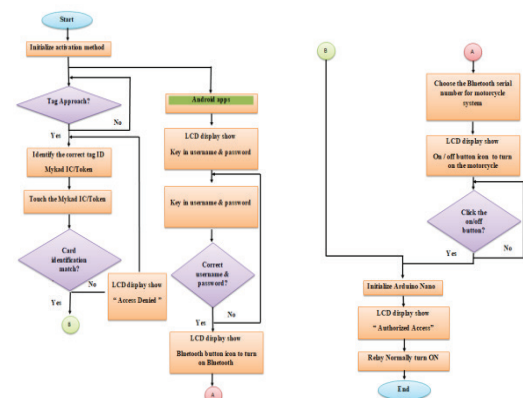 Start
Initialize activation method
Tag Approach?
No
Yes
Identify the correct tag ID
Mykad IC/Token
Touch the Mykad IC/Token
Card
identification
match?
No
Yes
LCD display show
“ Access Denied ”
B
Android apps
LCD display show
Key in username & password
Key in username & password
Correct
username &
password?
Yes
No
LCD display show
Bluetooth button icon to turn
on Bluetooth
A
B
A
Choose the Bluetooth serial
number for motorcycle
system
LCD display show
On / off button icon to turn
on the motorcycle
Click the
on/off
button?
Yes
No
Initialize Arduino Nano
LCD display show
“Authorized Access”
Relay Normally turn ON
End